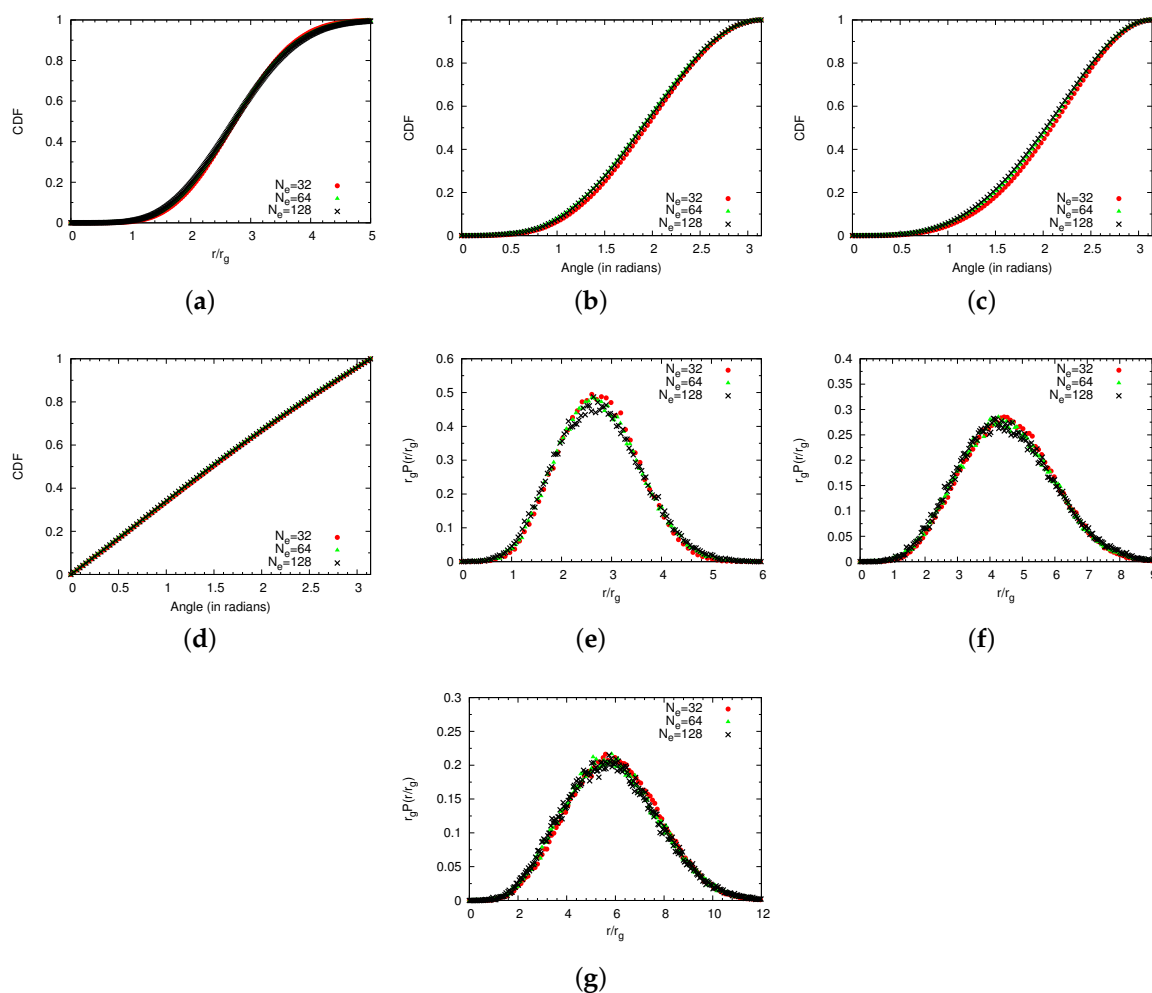 1
0.8
0.6
0.4
0.2
0
CDF
N_e=32
N_e=64
N_e=128
0 1 2 3 4 5
r/r_g
(a)
1
0.8
0.6
0.4
0.2
0
CDF
N_e=32
N_e=64
N_e=128
0 0.5 1 1.5 2 2.5 3
Angle (in radians)
(b)
1
0.8
0.6
0.4
0.2
0
CDF
N_e=32
N_e=64
N_e=128
0 0.5 1 1.5 2 2.5 3
Angle (in radians)
(c)
1
0.8
0.6
0.4
0.2
0
CDF
N_e=32
N_e=64
N_e=128
0 0.5 1 1.5 2 2.5 3
Angle (in radians)
(d)
0.6
0.5
0.4
0.3
0.2
0.1
0
r_gP(r/r_g)
N_e=32
N_e=64
N_e=128
0 1 2 3 4 5 6
r/r_g
(e)
0.4
0.35
0.3
0.25
0.2
0.15
0.1
0.05
0
r_gP(r/r_g)
N_e=32
N_e=64
N_e=128
0 1 2 3 4 5 6 7 8 9
r/r_g
(f)
0.3
0.25
0.2
0.15
0.1
0.05
0
r_gP(r/r_g)
N_e=32
N_e=64
N_e=128
0 2 4 6 8 10 12
r/r_g
(g)